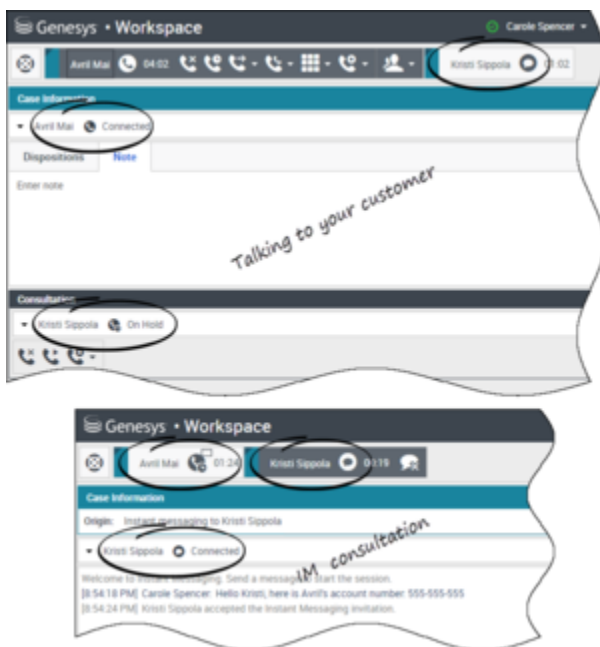 Genesys • Workspace
Carole Spencer
Avril Mai 04:02 Kristi Sippola 01:02
Case Information
Avril Mai Connected
Dispositions Note
Enter note
Talking to your customer
Consultation
Kristi Sippola On Hold
Genesys • Workspace
Avril Mai 01:24 Kristi Sippola 00:19
Case Information
Origin: Instant messaging to Kristi Sippola
Kristi Sippola Connected
IM consultation
Welcome to Instant Messaging. Send a message to start the session.
[8:54:18 PM] Carole Spencer: Hello Kristi, here is Avril's account number: 555-555-555
[8:54:24 PM] Kristi Sippola accepted the Instant Messaging invitation.